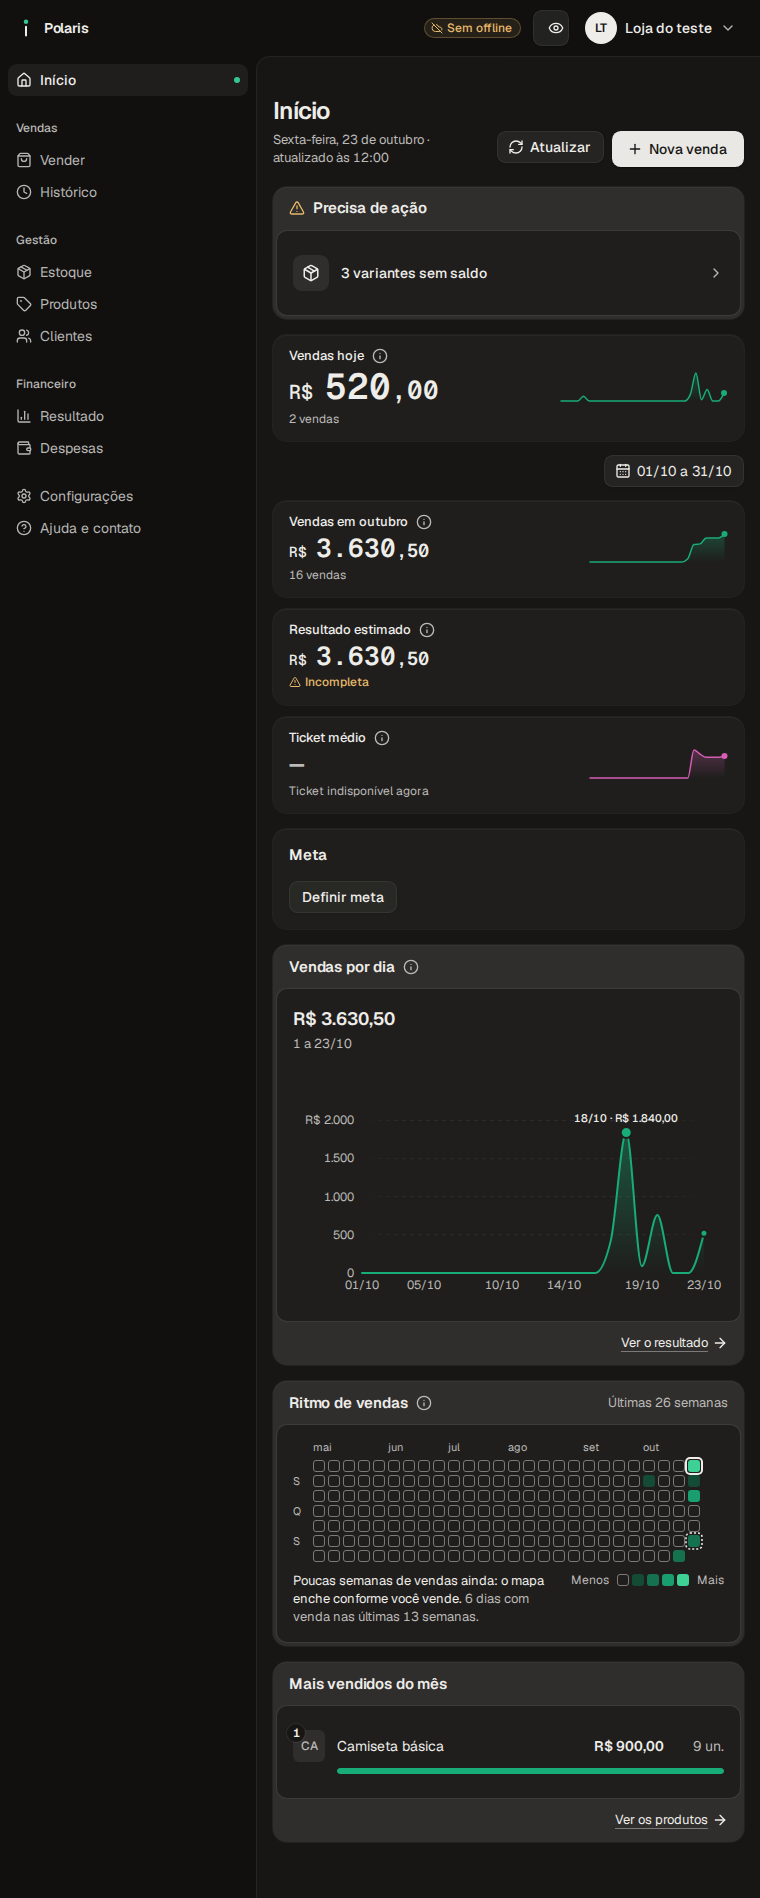 Polaris
Sem offline
LT
Loja do teste
Início
Vendas
Vender
Histórico
Gestão
Estoque
Produtos
Clientes
Financeiro
Resultado
Despesas
Configurações
Ajuda e contato
Início
Sexta-feira, 23 de outubro ·
atualizado às 12:00
Atualizar
Nova venda
Precisa de ação
3 variantes sem saldo
Vendas hoje
R$ 520,00
2 vendas
01/10 a 31/10
Vendas em outubro
R$ 3.630,50
16 vendas
Resultado estimado
R$ 3.630,50
Incompleta
Ticket médio
—
Ticket indisponível agora
Meta
Definir meta
Vendas por dia
R$ 3.630,50
1 a 23/10
18/10 · R$ 1.840,00
R$ 2.000
1.500
1.000
500
0
01/10 05/10 10/10 14/10 19/10 23/10
Ver o resultado
Ritmo de vendas
Últimas 26 semanas
mai jun jul ago set out
S
Q
S
Poucas semanas de vendas ainda: o mapa
enche conforme você vende. 6 dias com
venda nas últimas 13 semanas.
Menos
Mais
Mais vendidos do mês
1
CA
Camiseta básica
R$ 900,00
9 un.
Ver os produtos